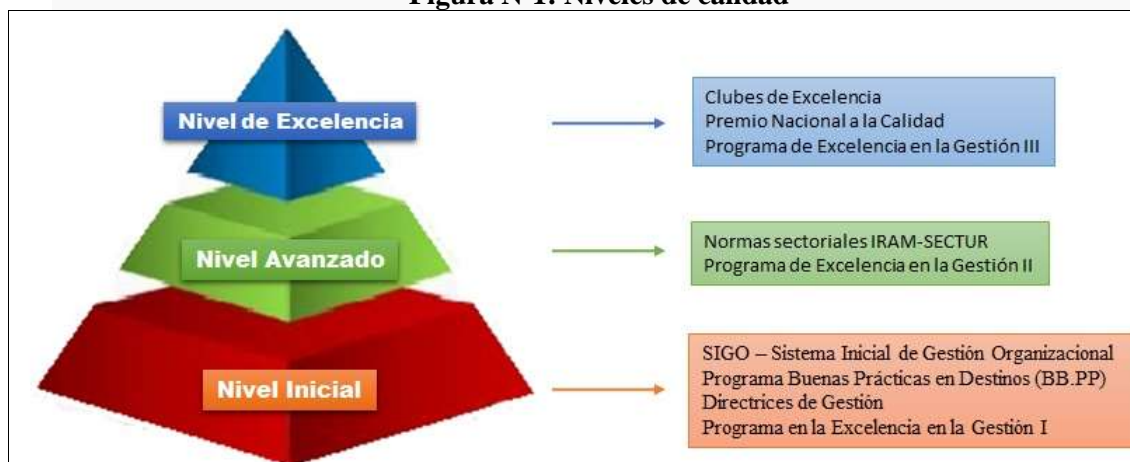 Figura Nº1: Niveles de calidad
Nivel de Excelencia
Clubes de Excelencia
Premio Nacional a la Calidad
Programa de Excelencia en la Gestión III
Nivel Avanzado
Normas sectoriales IRAM-SECTUR
Programa de Excelencia en la Gestión II
Nivel Inicial
SIGO – Sistema Inicial de Gestión Organizacional
Programa Buenas Prácticas en Destinos (BB.PP)
Directrices de Gestión
Programa en la Excelencia en la Gestión I